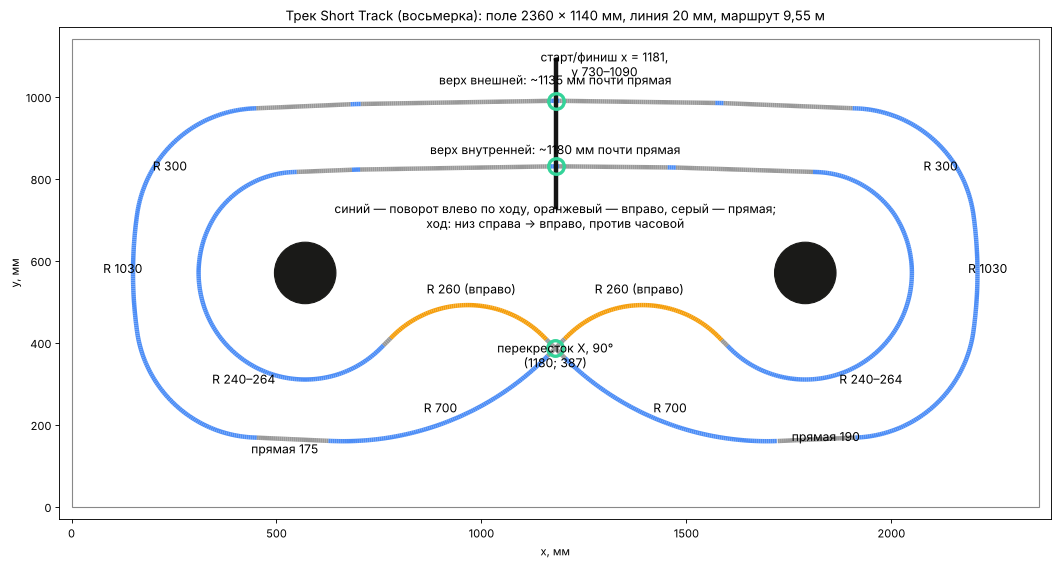 Трек Short Track (восьмерка): поле 2360 × 1140 мм, линия 20 мм, маршрут 9,55 м
старт/финиш x = 1181,
y 730–1090
верх внешней: ~1135 мм почти прямая
верх внутренней: ~1180 мм почти прямая
R 300
R 300
синий — поворот влево по ходу, оранжевый — вправо, серый — прямая;
ход: низ справа → вправо, против часовой
R 1030
R 1030
R 260 (вправо)
R 260 (вправо)
перекресток X, 90°
(1180; 387)
R 240–264
R 240–264
R 700
R 700
прямая 175
прямая 190
1000
800
600
400
200
0
y, мм
0
500
1000
1500
2000
x, мм